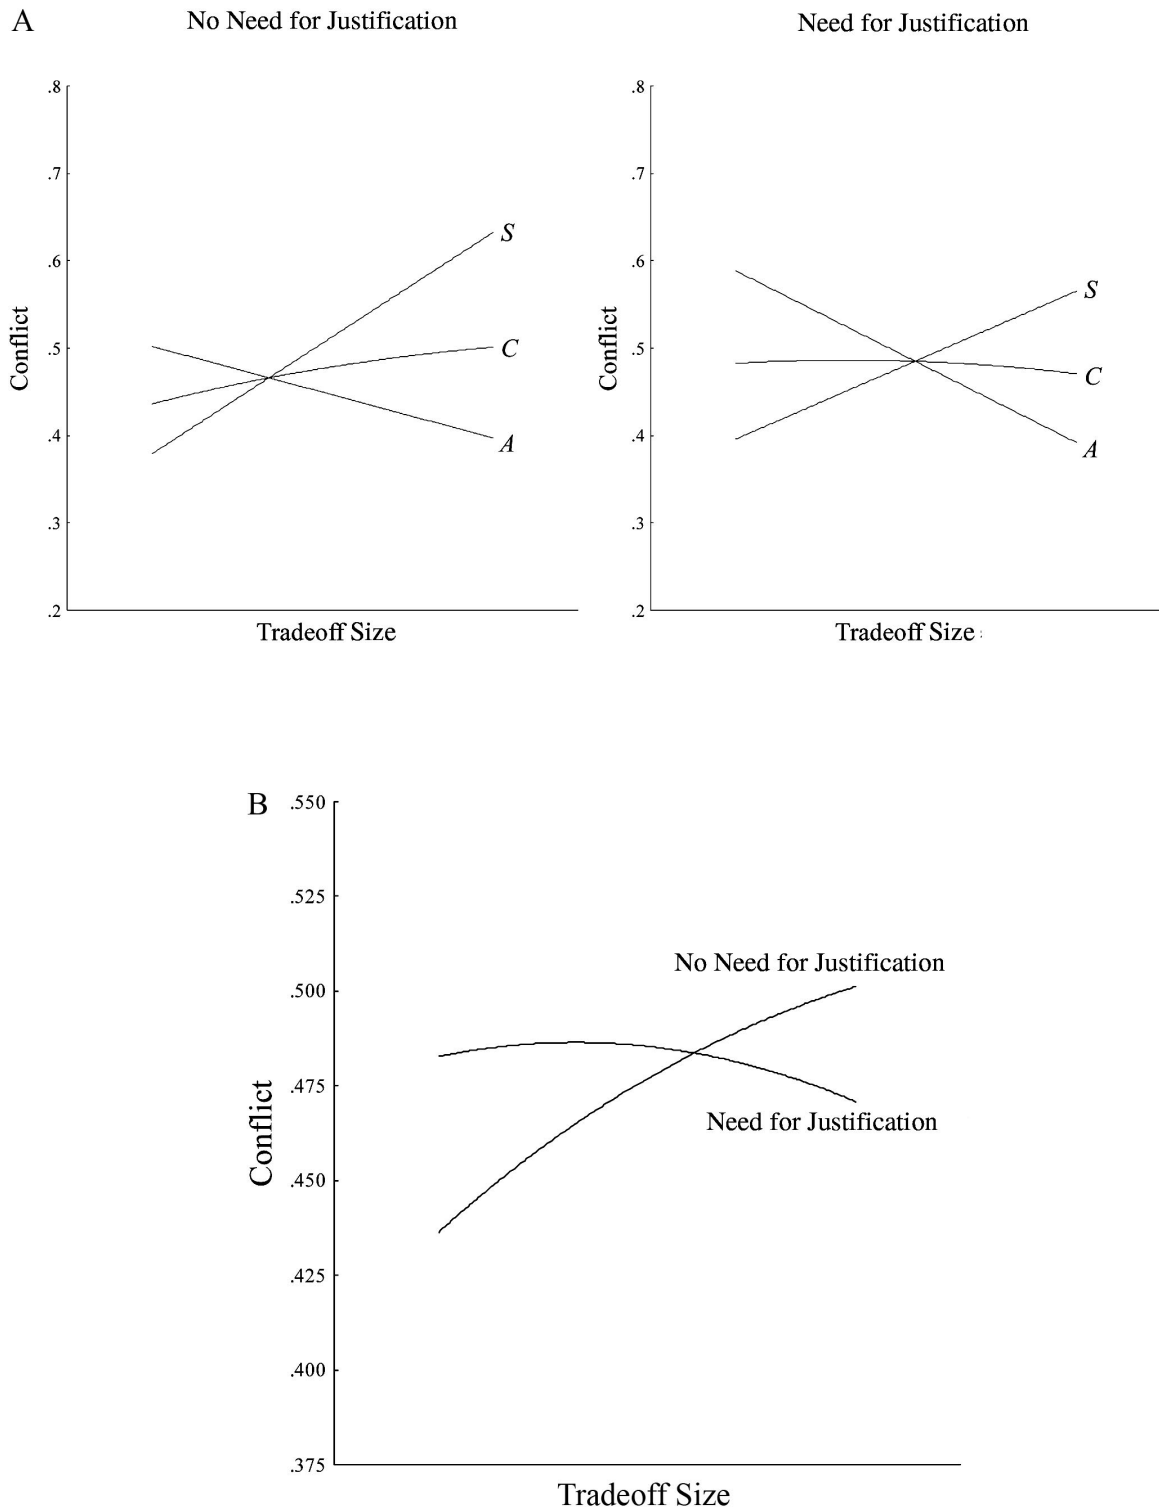 A
No Need for Justification
.8
.7
.6
.5
.4
.3
.2
Conflict
S
C
A
Tradeoff Size
Need for Justification
.8
.7
.6
.5
.4
.3
.2
Conflict
S
C
A
Tradeoff Size
B
.550
.525
.500
.475
.450
.425
.400
.375
Conflict
No Need for Justification
Need for Justification
Tradeoff Size